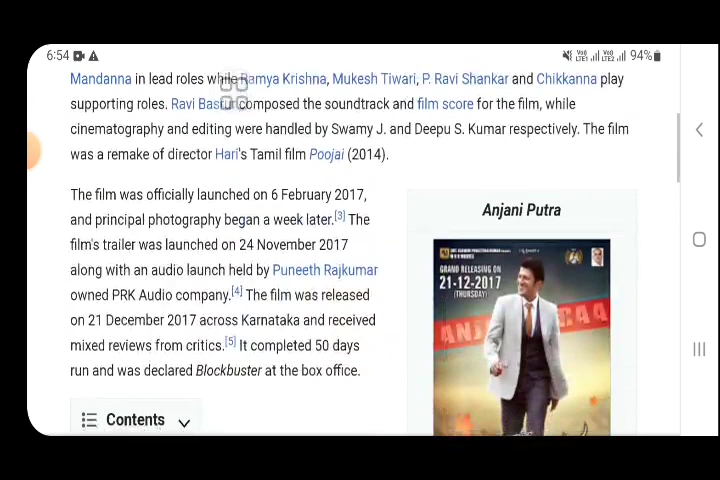 6:54
94%
Mandanna in lead roles while Ramya Krishna, Mukesh Tiwari, P. Ravi Shankar and Chikkanna play
supporting roles. Ravi Basrur composed the soundtrack and film score for the film, while
cinematography and editing were handled by Swamy J. and Deepu S. Kumar respectively. The film
was a remake of director Hari's Tamil film Poojai (2014).
The film was officially launched on 6 February 2017,
and principal photography began a week later.[3] The
film's trailer was launched on 24 November 2017
along with an audio launch held by Puneeth Rajkumar
owned PRK Audio company.[4] The film was released
on 21 December 2017 across Karnataka and received
mixed reviews from critics.[5] It completed 50 days
run and was declared Blockbuster at the box office.
Contents
Anjani Putra
GRAND RELEASING ON
21-12-2017
(THURSDAY)